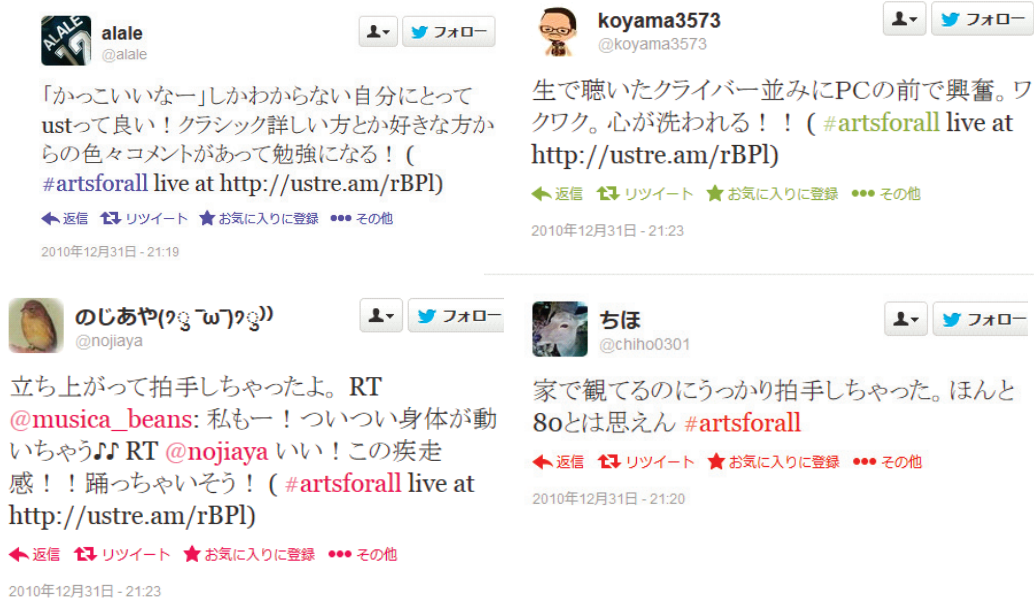 alale
@alale
フォロー
「かっこいいなー」しかわからない自分にとって
ustって良い！クラシック詳しい方とか好きな方か
らの色々コメントがあって勉強になる！ (
#artsforall live at http://ustre.am/rBPl)
返信 リツイート お気に入りに登録 その他
2010年12月31日 - 21:19
koyama3573
@koyama3573
フォロー
生で聴いたクライバー並みにPCの前で興奮。ワ
クワク。心が洗われる！！ ( #artsforall live at
http://ustre.am/rBPl)
返信 リツイート お気に入りに登録 その他
2010年12月31日 - 21:23
のじあや(ˀ̣̣̥ ¯ω¯)ˀ̣̣̥))
@nojiaya
フォロー
立ち上がって拍手しちゃったよ。 RT
@musica_beans: 私もー！ついつい身体が動
いちゃう♪♪ RT @nojiaya いい！この疾走
感！！踊っちゃいそう！ ( #artsforall live at
http://ustre.am/rBPl)
返信 リツイート お気に入りに登録 その他
2010年12月31日 - 21:23
ちほ
@chiho0301
フォロー
家で観てるのにうっかり拍手しちゃった。ほんと
80とは思えん #artsforall
返信 リツイート お気に入りに登録 その他
2010年12月31日 - 21:20